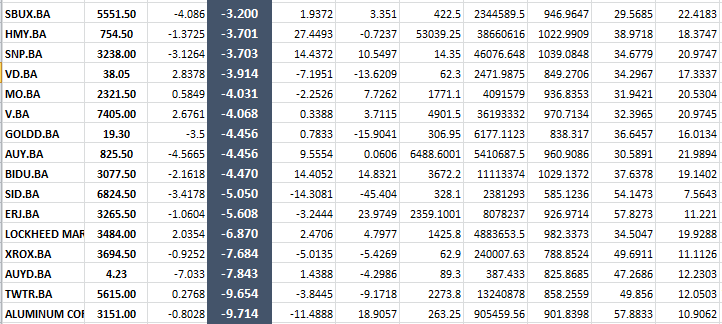 SBUX.BA 5551.50 -4.086 -3.200 1.9372 3.351 422.5 2344589.5 946.9647 29.5685 22.4183
HMY.BA 754.50 -1.3725 -3.701 27.4493 -0.7237 53039.25 38660616 1022.9909 38.9718 18.3747
SNP.BA 3238.00 -3.1264 -3.703 14.4372 10.5497 14.35 46076.648 1039.0848 34.6779 20.9747
VD.BA 38.05 2.8378 -3.914 -7.1951 -13.6209 62.3 2471.9875 849.2706 34.2967 17.3337
MO.BA 2321.50 0.5849 -4.031 -2.2526 7.7262 1771.1 4091579 936.8353 31.9421 20.5304
V.BA 7405.00 2.6761 -4.068 0.3388 3.7115 4901.5 36193332 970.7134 32.3965 20.9745
GOLDD.BA 19.30 -3.5 -4.456 0.7833 -15.9041 306.95 6177.1123 838.317 36.6457 16.0134
AUY.BA 825.50 -4.5665 -4.456 9.5554 0.0606 6488.6001 5410687.5 960.9086 30.5891 21.9894
BIDU.BA 3077.50 -2.1618 -4.470 14.4052 14.8321 3672.2 11113374 1029.1372 37.6378 19.1402
SID.BA 6824.50 -3.4178 -5.050 -14.3081 -45.404 328.1 2381293 585.1236 54.1473 7.5643
ERJ.BA 3265.50 -1.0604 -5.608 -3.2444 23.9749 2359.1001 8078237 926.9714 57.8273 11.221
LOCKHEED MAR 3484.00 2.0354 -6.870 2.4706 4.7977 1425.8 4883653.5 982.3373 34.5047 19.9288
XROX.BA 3694.50 -0.9252 -7.684 -5.0135 -5.4269 62.9 240007.63 788.8524 49.6911 11.1126
AUYD.BA 4.23 -7.033 -7.843 1.4388 -4.2986 89.3 387.433 825.8685 47.2686 12.2303
TWTR.BA 5615.00 0.2768 -9.654 -3.8445 -9.1718 2273.8 13240878 858.2559 49.856 12.0503
ALUMINUM COI 3151.00 -0.8028 -9.714 -11.4888 18.9057 263.25 905459.56 901.8398 57.8833 10.9062